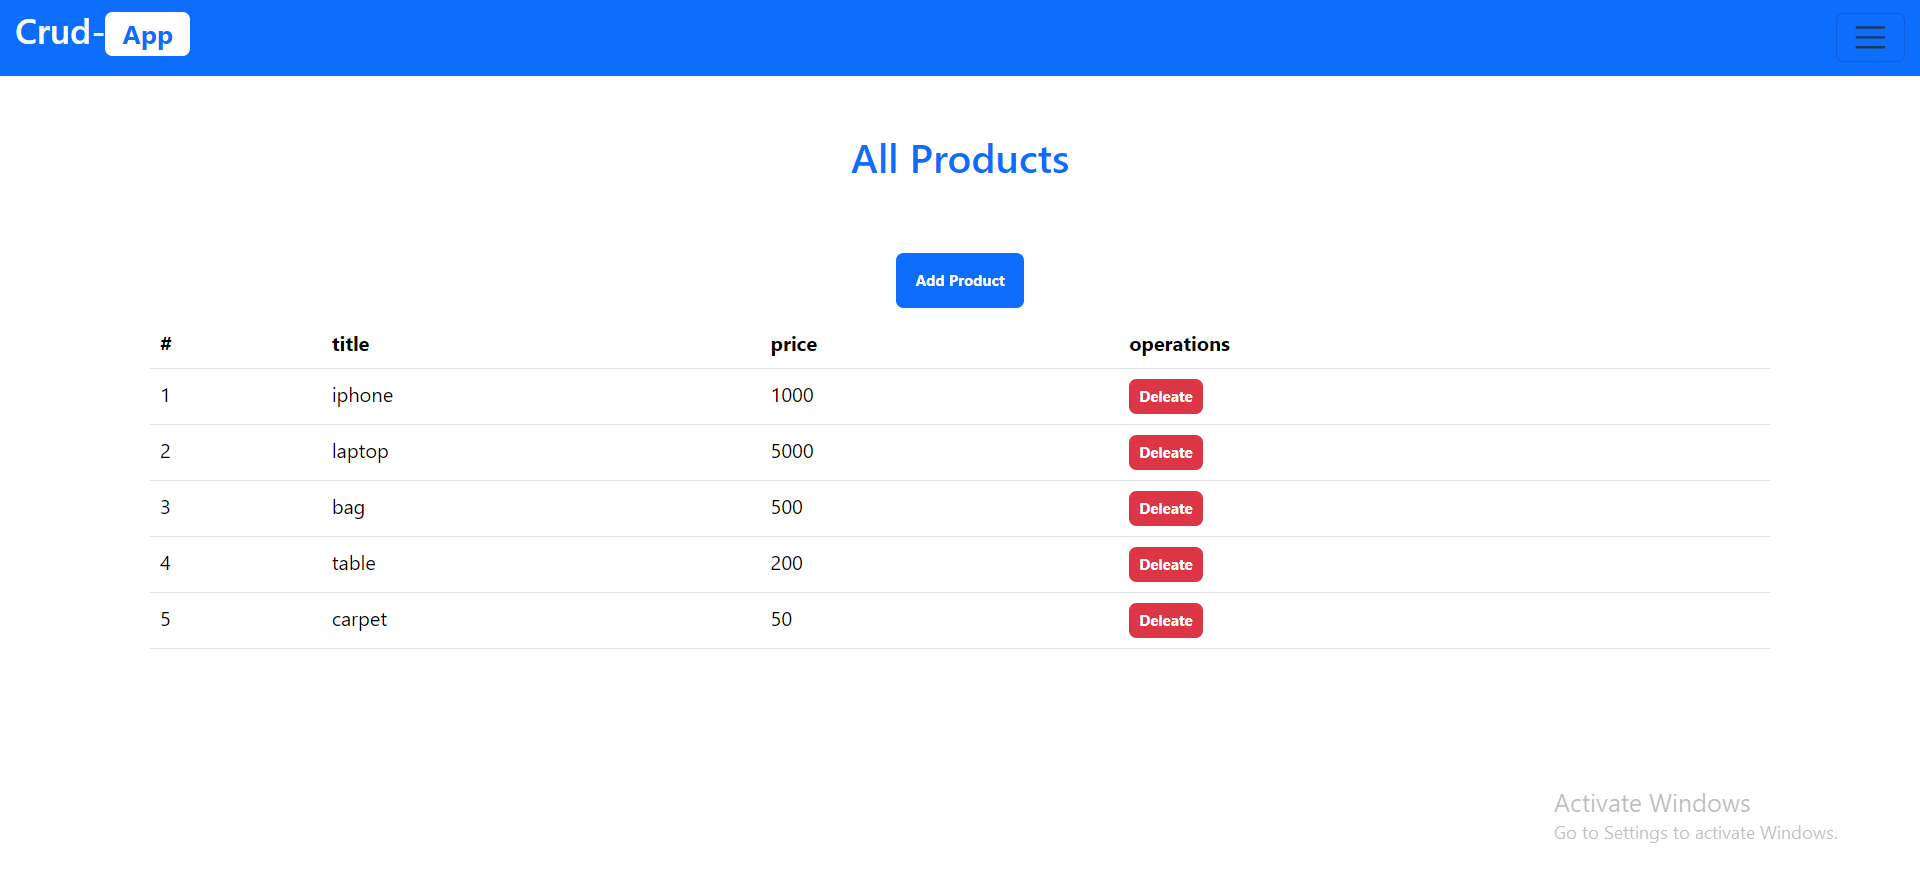 Crud-App
All Products
Add Product
# title price operations
1 iphone 1000 Deleate
2 laptop 5000 Deleate
3 bag 500 Deleate
4 table 200 Deleate
5 carpet 50 Deleate
Activate Windows
Go to Settings to activate Windows.